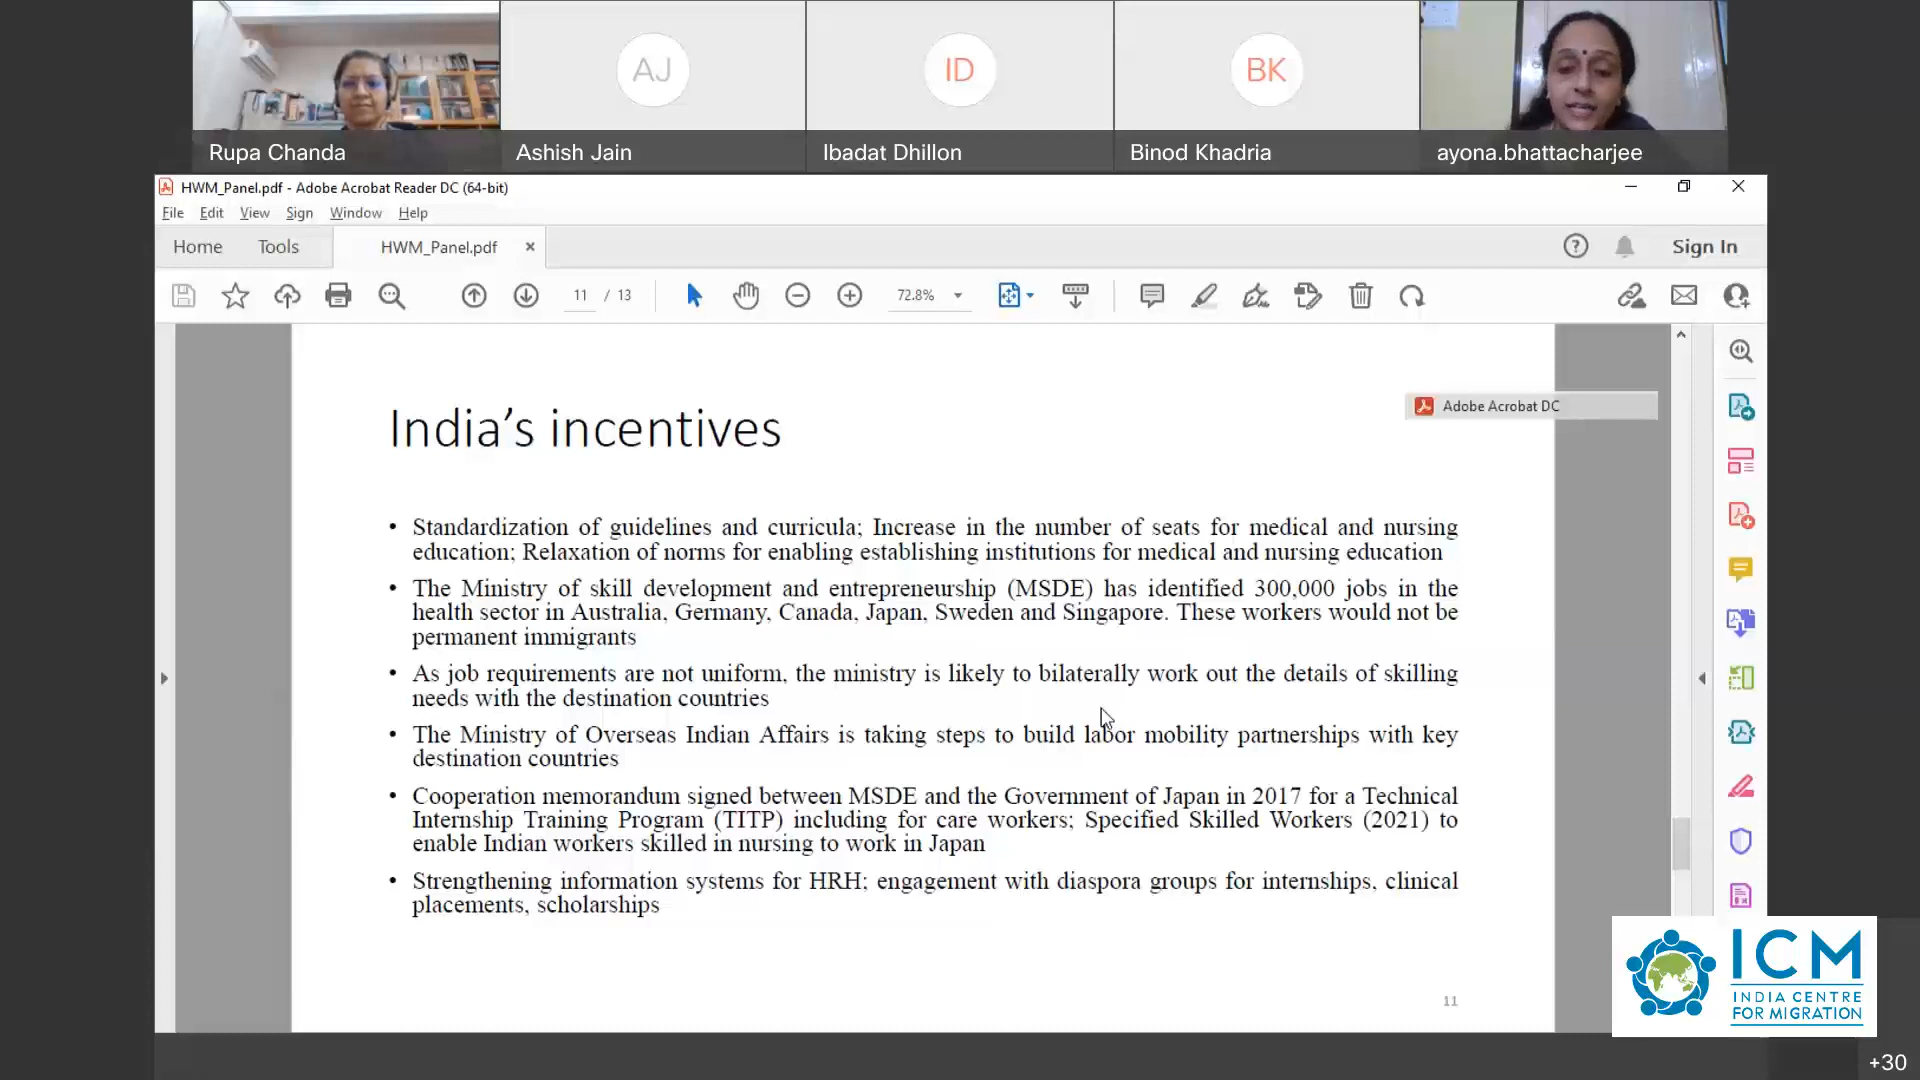 AJ
ID
BK
Rupa Chanda
Ashish Jain
Ibadat Dhillon
Binod Khadria
ayona.bhattacharjee
HWM_Panel.pdf - Adobe Acrobat Reader DC (64-bit)
File Edit View Sign Window Help
Home Tools HWM_Panel.pdf × Sign In
11 / 13 72.8%
Adobe Acrobat DC
India’s incentives
• Standardization of guidelines and curricula; Increase in the number of seats for medical and nursing
education; Relaxation of norms for enabling establishing institutions for medical and nursing education
• The Ministry of skill development and entrepreneurship (MSDE) has identified 300,000 jobs in the
health sector in Australia, Germany, Canada, Japan, Sweden and Singapore. These workers would not be
permanent immigrants
• As job requirements are not uniform, the ministry is likely to bilaterally work out the details of skilling
needs with the destination countries
• The Ministry of Overseas Indian Affairs is taking steps to build labor mobility partnerships with key
destination countries
• Cooperation memorandum signed between MSDE and the Government of Japan in 2017 for a Technical
Internship Training Program (TITP) including for care workers; Specified Skilled Workers (2021) to
enable Indian workers skilled in nursing to work in Japan
• Strengthening information systems for HRH; engagement with diaspora groups for internships, clinical
placements, scholarships
11
ICM
INDIA CENTRE
FOR MIGRATION
+30